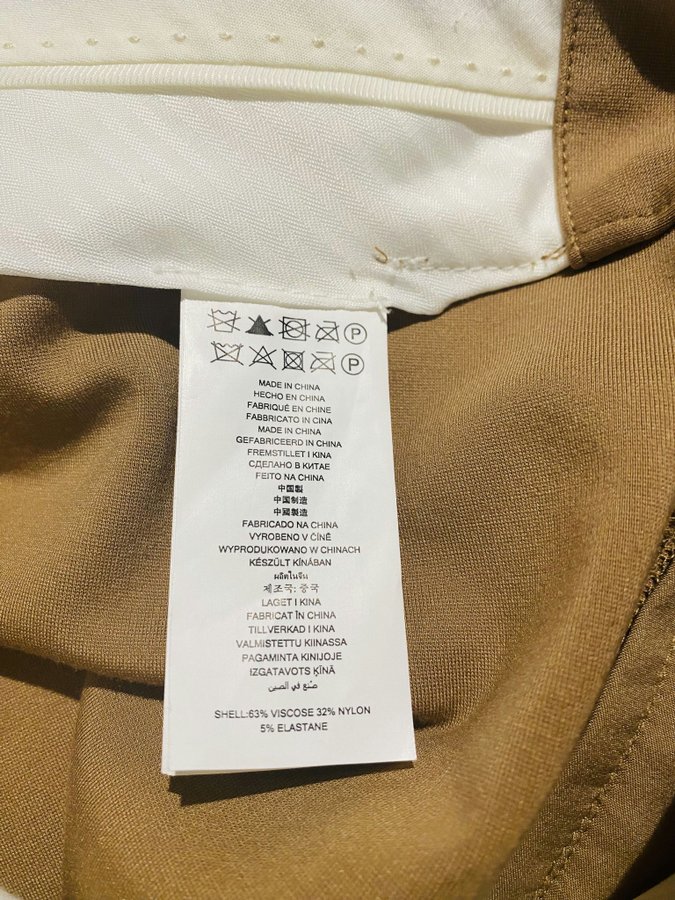 P
P
MADE IN CHINA
HECHO EN CHINA
FABRIQUÉ EN CHINE
FABBRICATO IN CINA
MADE IN CHINA
GEFABRICEERD IN CHINA
FREMSTILLET I KINA
СДЕЛАНО В КИТАЕ
FEITO NA CHINA
中国製
中国制造
中國製造
FABRICADO NA CHINA
VYROBENO V ČÍNĚ
WYPRODUKOWANO W CHINACH
KÉSZÜLT KÍNÁBAN
ผลิตในจีน
제조국: 중국
LAGET I KINA
FABRICAT ÎN CHINA
TILLVERKAD I KINA
VALMISTETTU KIINASSA
PAGAMINTA KINIJOJE
IZGATAVOTS ĶĪNĀ
صنع في الصين
SHELL:63% VISCOSE 32% NYLON
5% ELASTANE